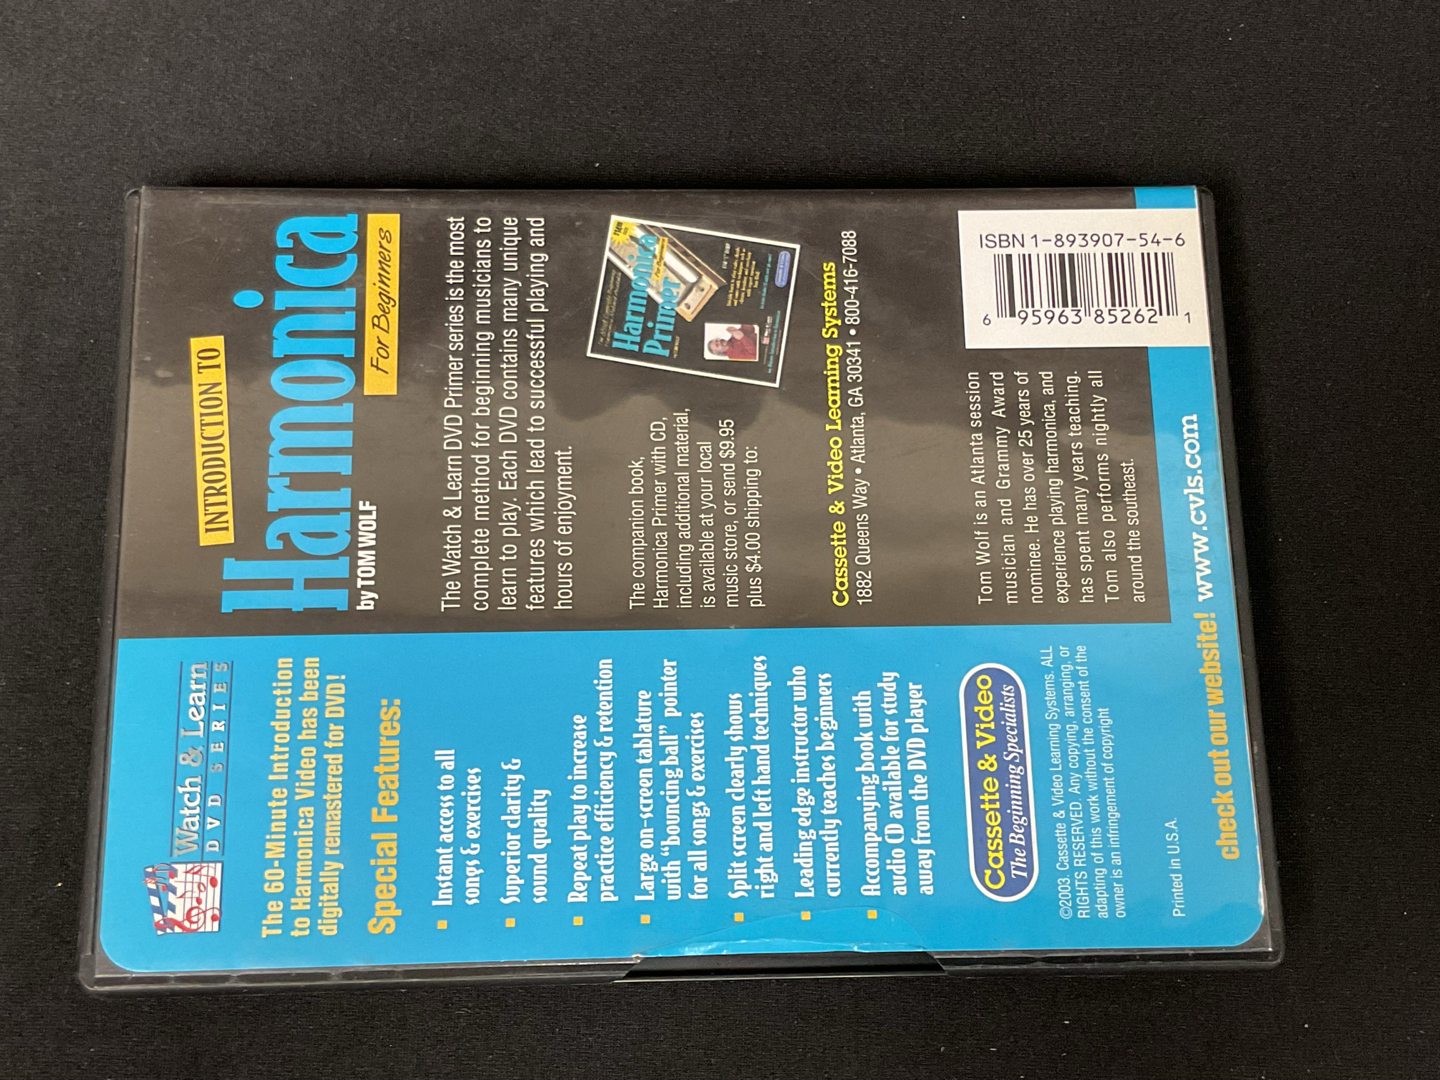 Watch & Learn
DVD SERIES
The 60-Minute Introduction
to Harmonica Video has been
digitally remastered for DVD!
Special Features:
Instant access to all
songs & exercises
Superior clarity &
sound quality
Repeat play to increase
practice efficiency & retention
Large on-screen tablature
with "bouncing ball" pointer
for all songs & exercises
Split screen clearly shows
right and left hand techniques
Leading edge instructor who
currently teaches beginners
Accompanying book with
audio CD available for study
away from the DVD player
Cassette & Video
The Beginning Specialists
©2003. Cassette & Video Learning Systems. ALL
RIGHTS RESERVED. Any copying, arranging, or
adapting of this work without the consent of the
owner is an infringement of copyright
Printed in U.S.A.
INTRODUCTION TO
Harmonica
For Beginners
by TOM WOLF
The Watch & Learn DVD Primer series is the most
complete method for beginning musicians to
learn to play. Each DVD contains many unique
features which lead to successful playing and
hours of enjoyment.
The companion book,
Harmonica Primer with CD,
including additional material,
is available at your local
music store, or send $9.95
plus $4.00 shipping to:
Harmonica
Primer
Cassette & Video Learning Systems
1882 Queens Way • Atlanta, GA 30341 • 800-416-7088
Tom Wolf is an Atlanta session
musician and Grammy Award
nominee. He has over 25 years of
experience playing harmonica, and
has spent many years teaching.
Tom also performs nightly all
around the southeast.
ISBN 1-893907-54-6
6 95963 85262 1
check out our website! www.cvls.com